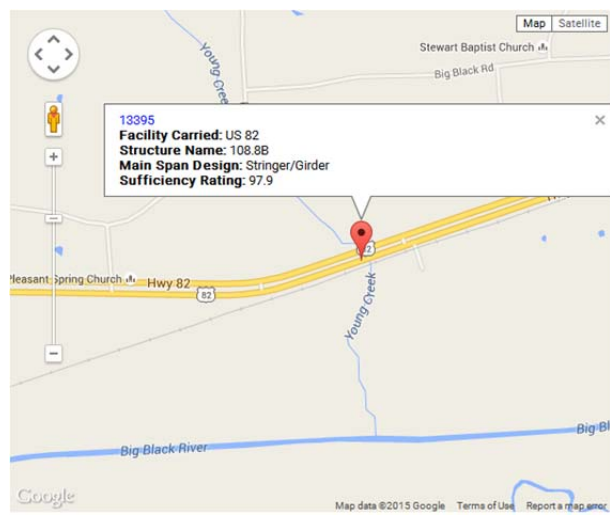 Map Satellite
Stewart Baptist Church
Big Black Rd
Young Creek
13395
Facility Carried: US 82
Structure Name: 108.8B
Main Span Design: Stringer/Girder
Sufficiency Rating: 97.9
Pleasant Spring Church
Hwy 82
82
82
Young Creek
Big Black River
Big Bl
Google
Map data ©2015 Google Terms of Use Report a map error